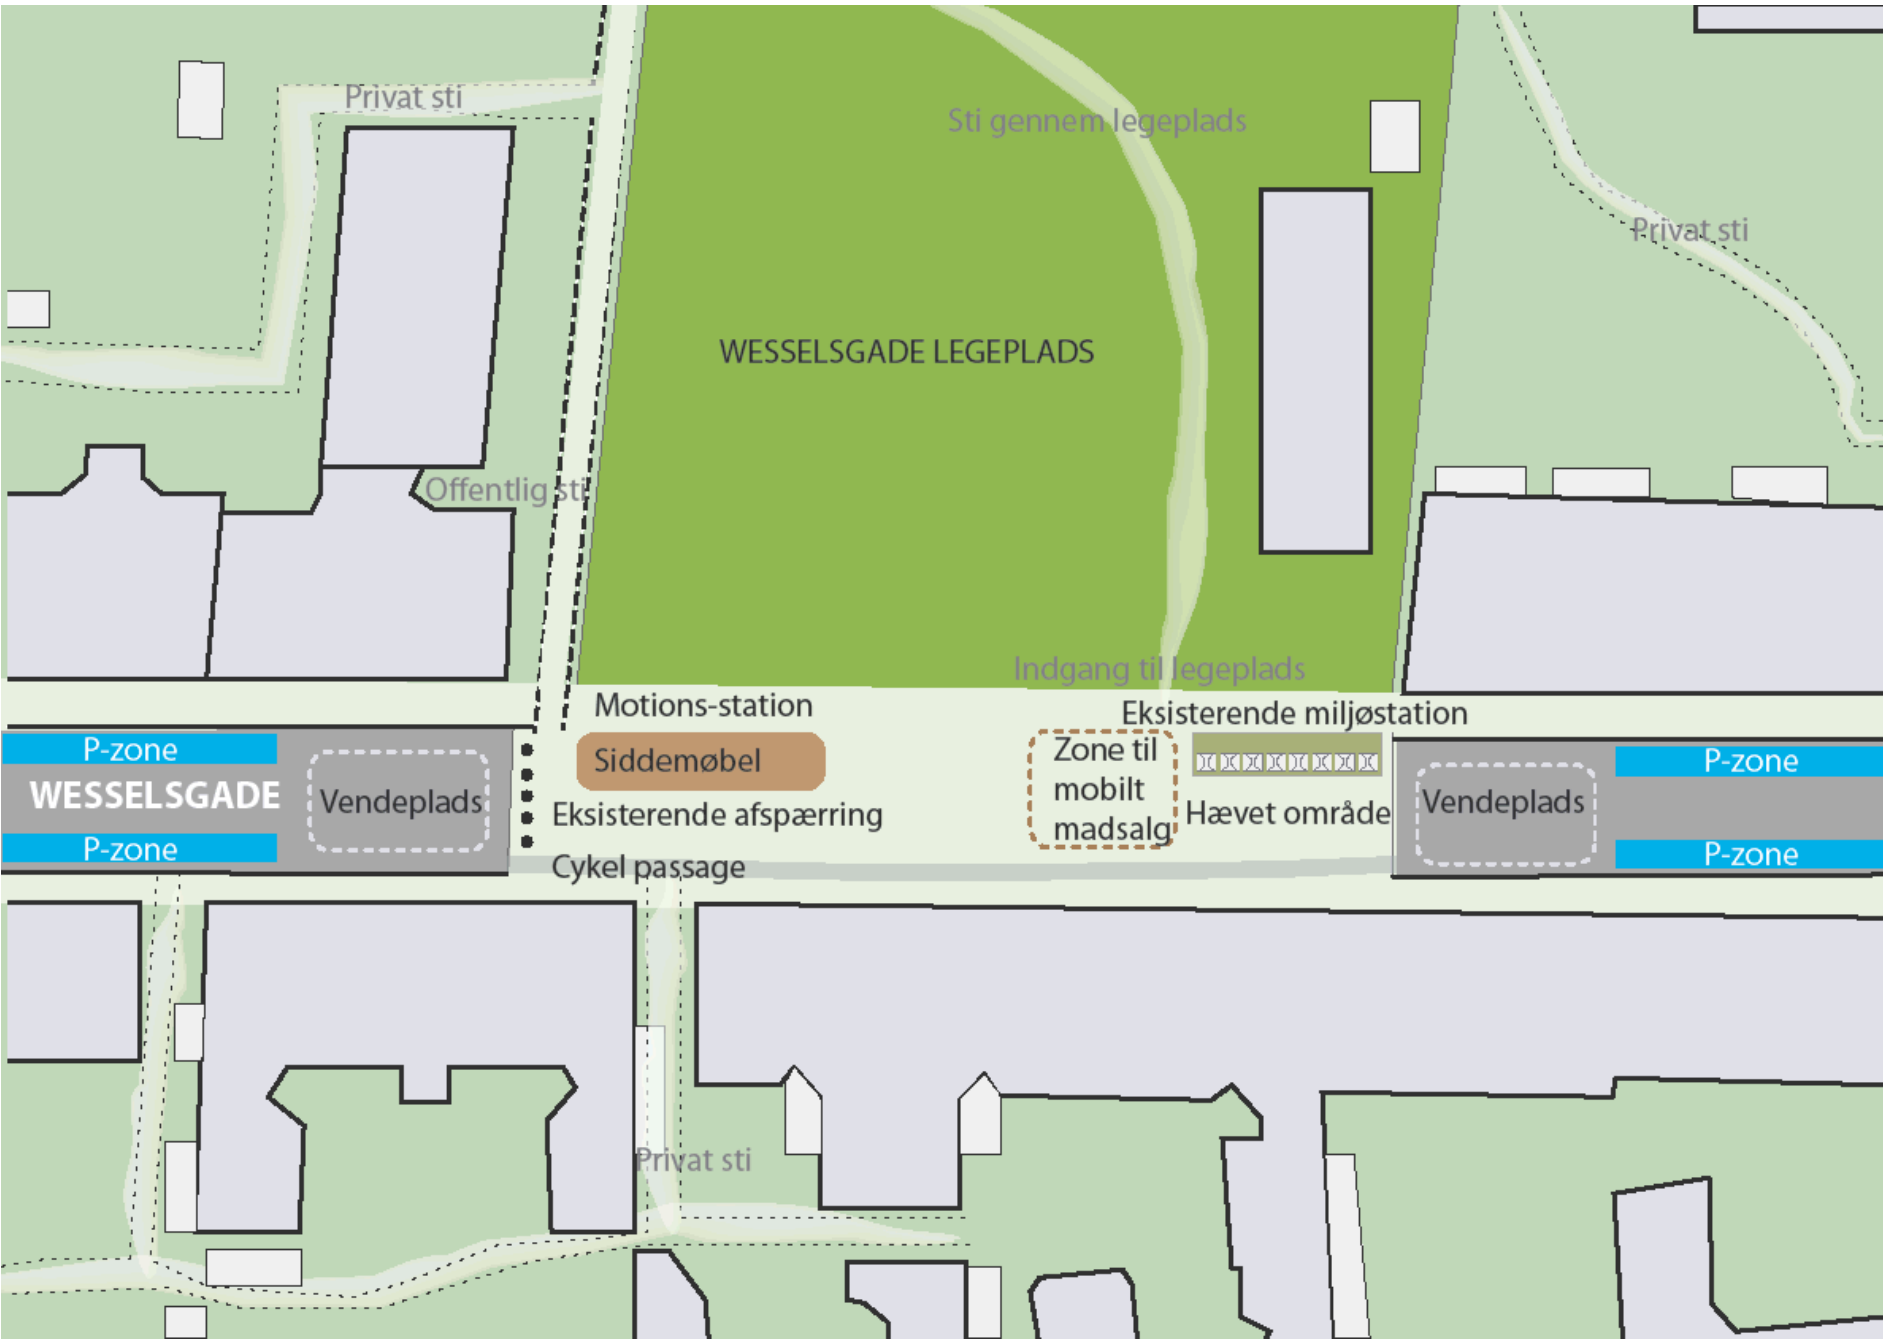 Privat sti
Sti gennem legeplads
Privat sti
WESSELSGADE LEGEPLADS
Offentlig sti
Indgang til legeplads
Motions-station
Eksisterende miljøstation
P-zone
Siddemøbel
Zone til
mobilt
madsalg
P-zone
WESSELSGADE
Vendeplads
Eksisterende afspærring
Hævet område
Vendeplads
P-zone
Cykel passage
P-zone
Privat sti